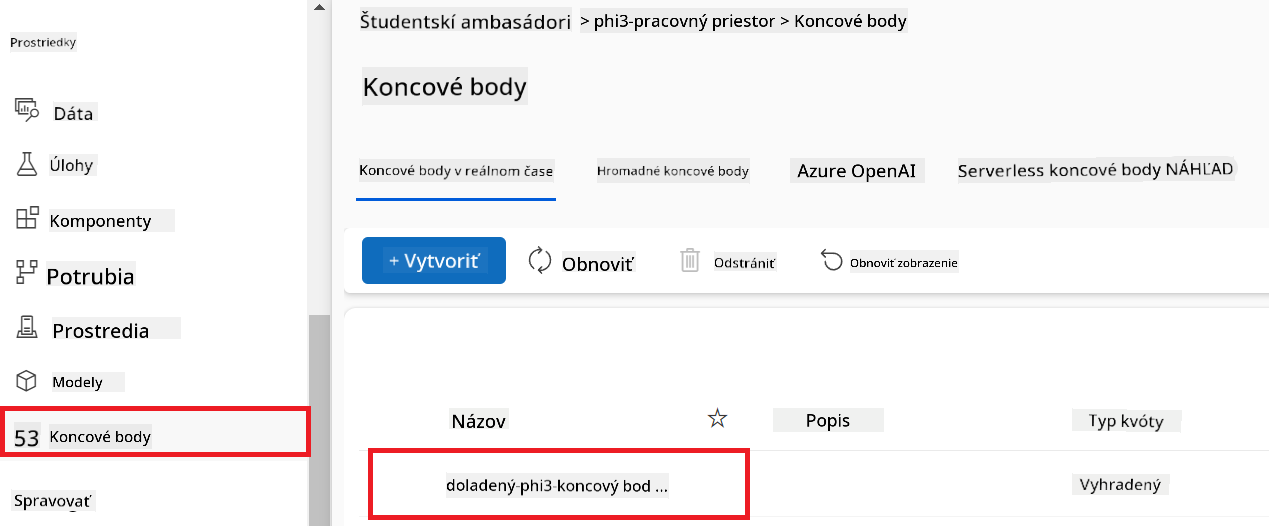 Prostriedky
Dáta
Úlohy
Komponenty
Potrubia
Prostredia
Modely
53 Koncové body
Spravovať
Študentskí ambasádori > phi3-pracovný priestor > Koncové body
Koncové body
Koncové body v reálnom čase Hromadné koncové body Azure OpenAI Serverless koncové body NÁHĽAD
+ Vytvoriť Obnoviť Odstrániť Obnoviť zobrazenie
Názov Popis Typ kvóty
doladený-phi3-koncový bod ... Vyhradený